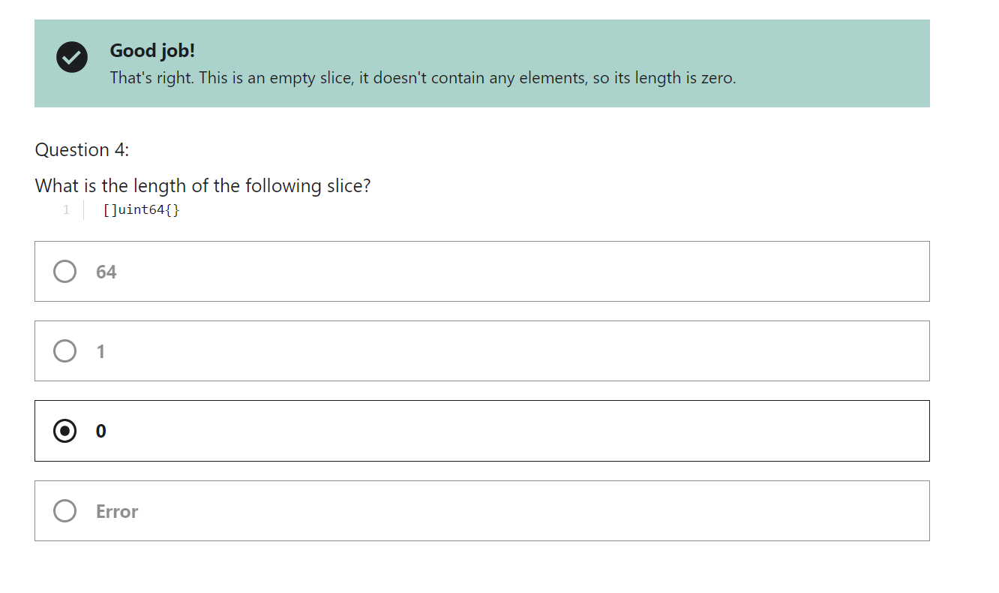 Good job!
That's right. This is an empty slice, it doesn't contain any elements, so its length is zero.
Question 4:
What is the length of the following slice?
1 []uint64{}
64
1
0
Error